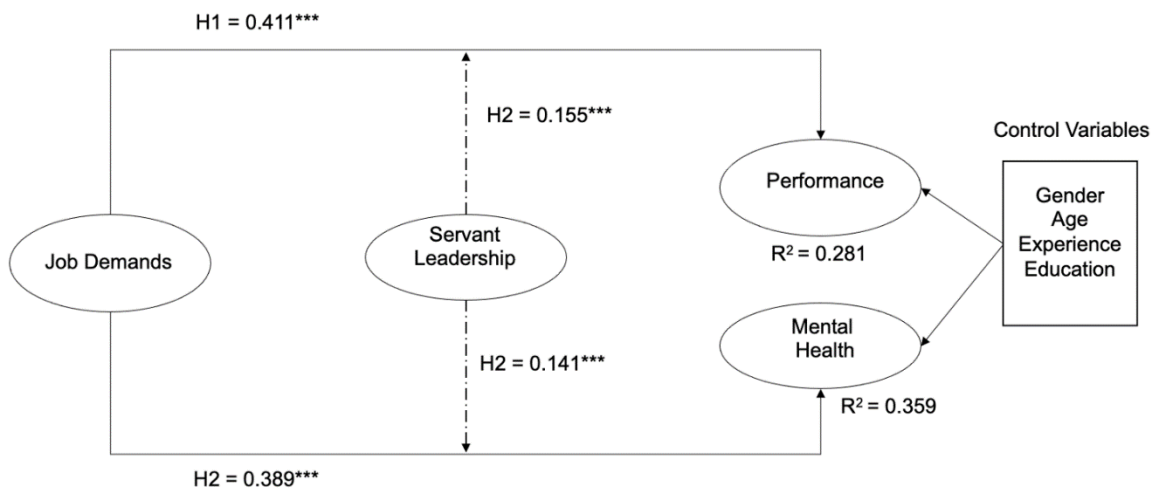 H1 = 0.411***
H2 = 0.155***
Control Variables
Performance
Gender
Age
Experience
Education
Servant
Leadership
Job Demands
R² = 0.281
Mental
Health
H2 = 0.141***
R² = 0.359
H2 = 0.389***